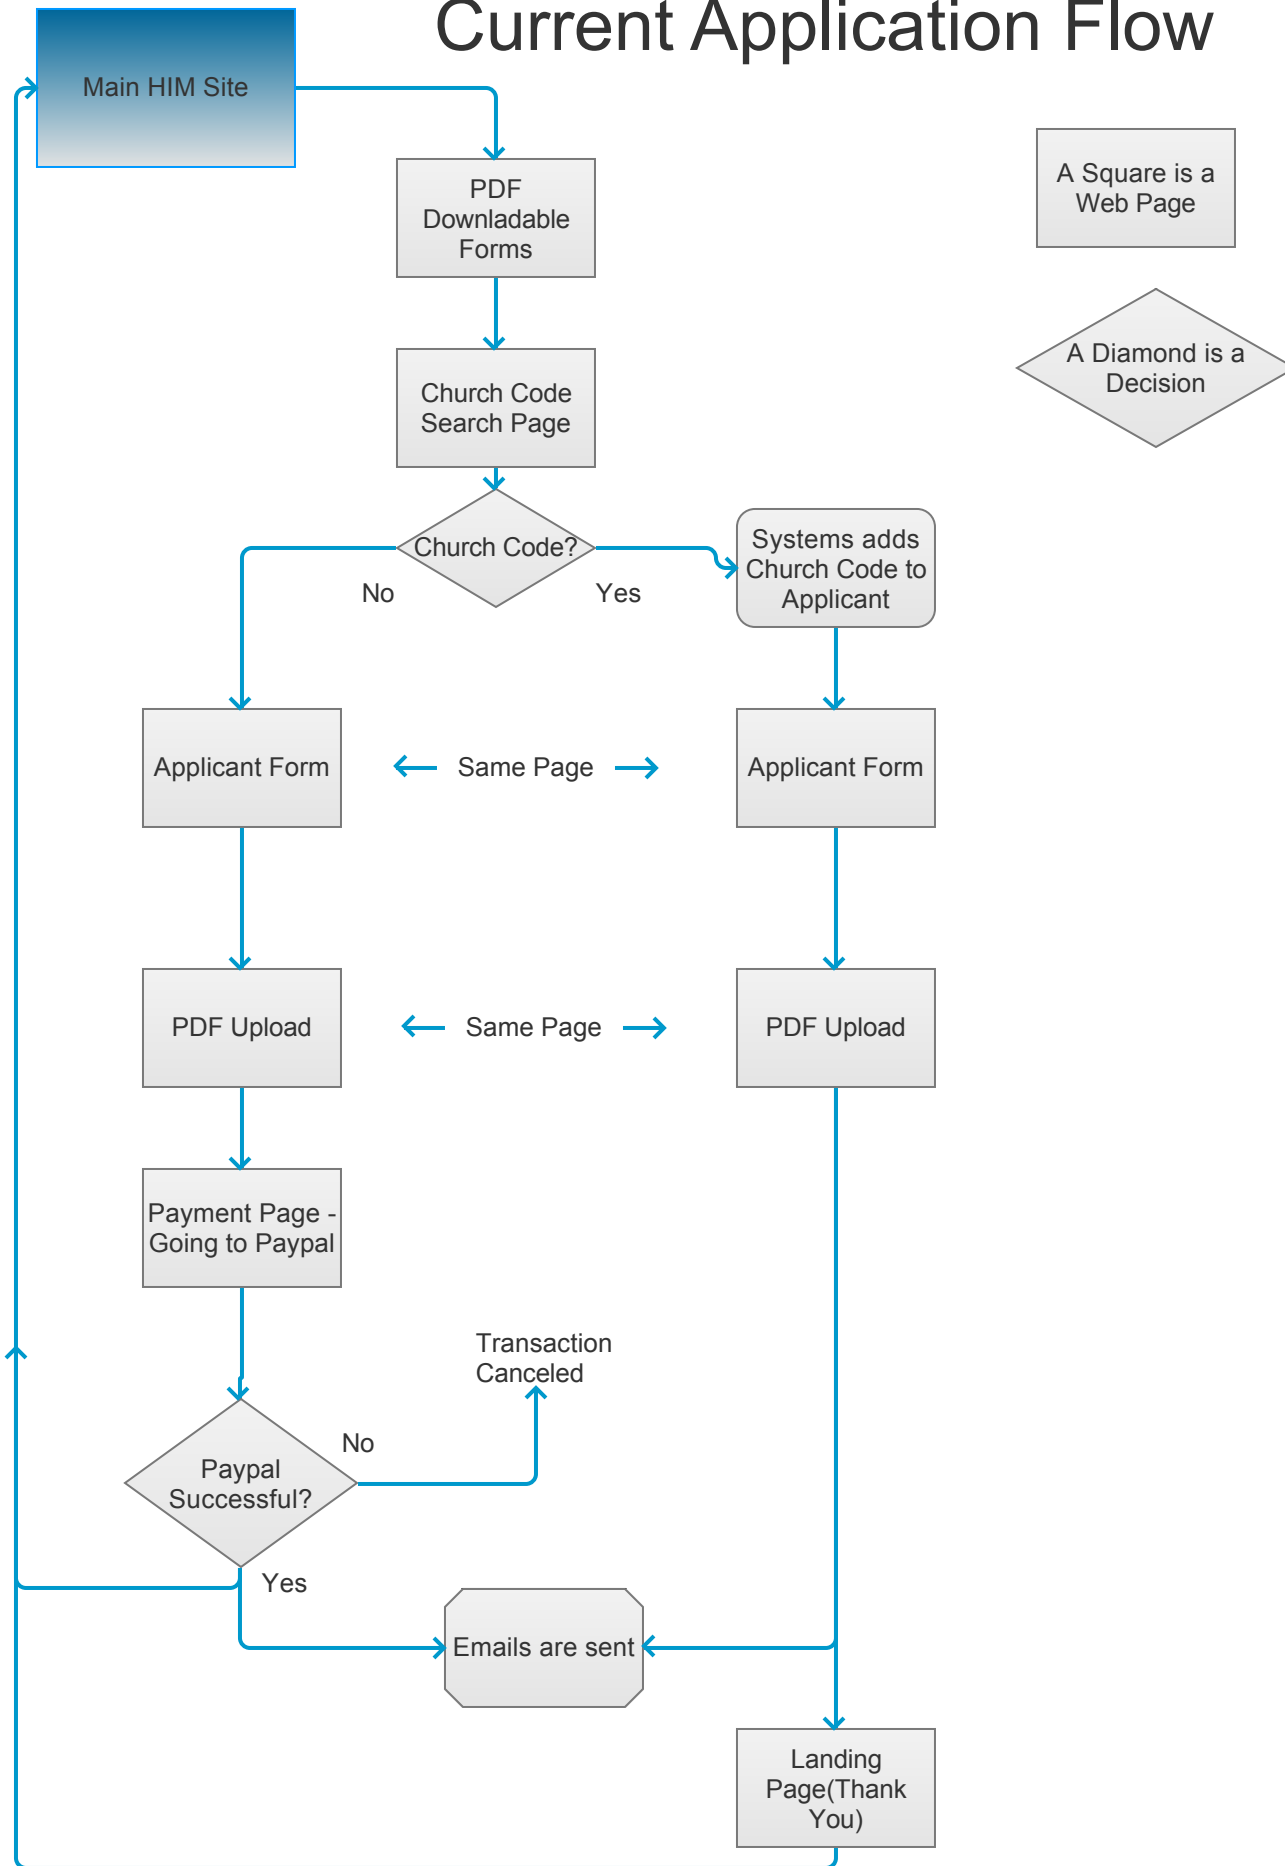 Current Application Flow
Main HIM Site
PDF
Downladable
Forms
A Square is a
Web Page
Church Code
Search Page
A Diamond is a
Decision
Church Code?
No
Yes
Systems adds
Church Code to
Applicant
Applicant Form
Same Page
Applicant Form
PDF Upload
Same Page
PDF Upload
Payment Page -
Going to Paypal
Transaction
Canceled
Paypal
Successful?
No
Yes
Emails are sent
Landing
Page(Thank
You)